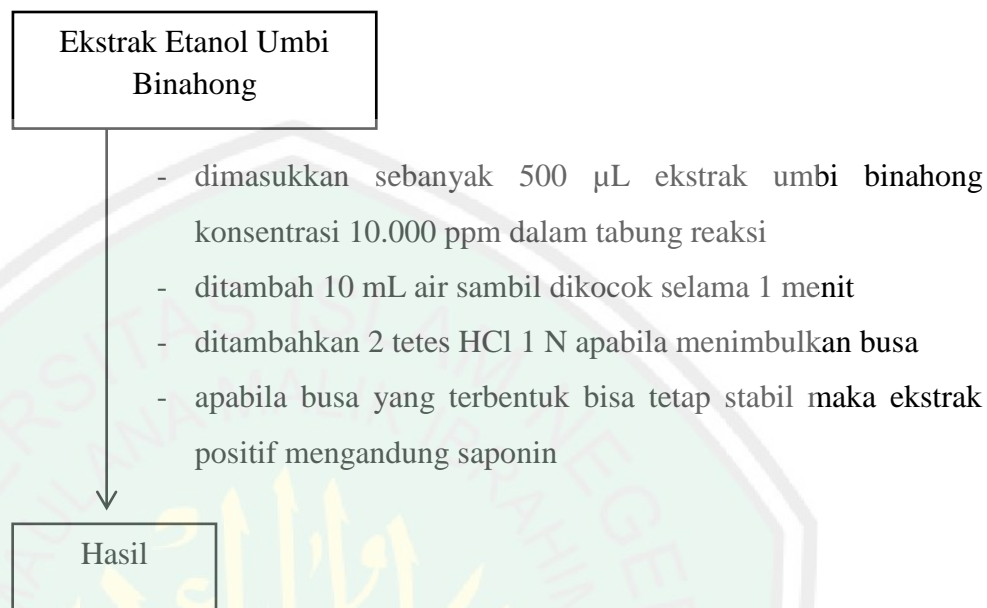 Ekstrak Etanol Umbi
Binahong
- dimasukkan sebanyak 500 µL ekstrak umbi binahong
konsentrasi 10.000 ppm dalam tabung reaksi
- ditambah 10 mL air sambil dikocok selama 1 menit
- ditambahkan 2 tetes HCl 1 N apabila menimbulkan busa
- apabila busa yang terbentuk bisa tetap stabil maka ekstrak
positif mengandung saponin
Hasil